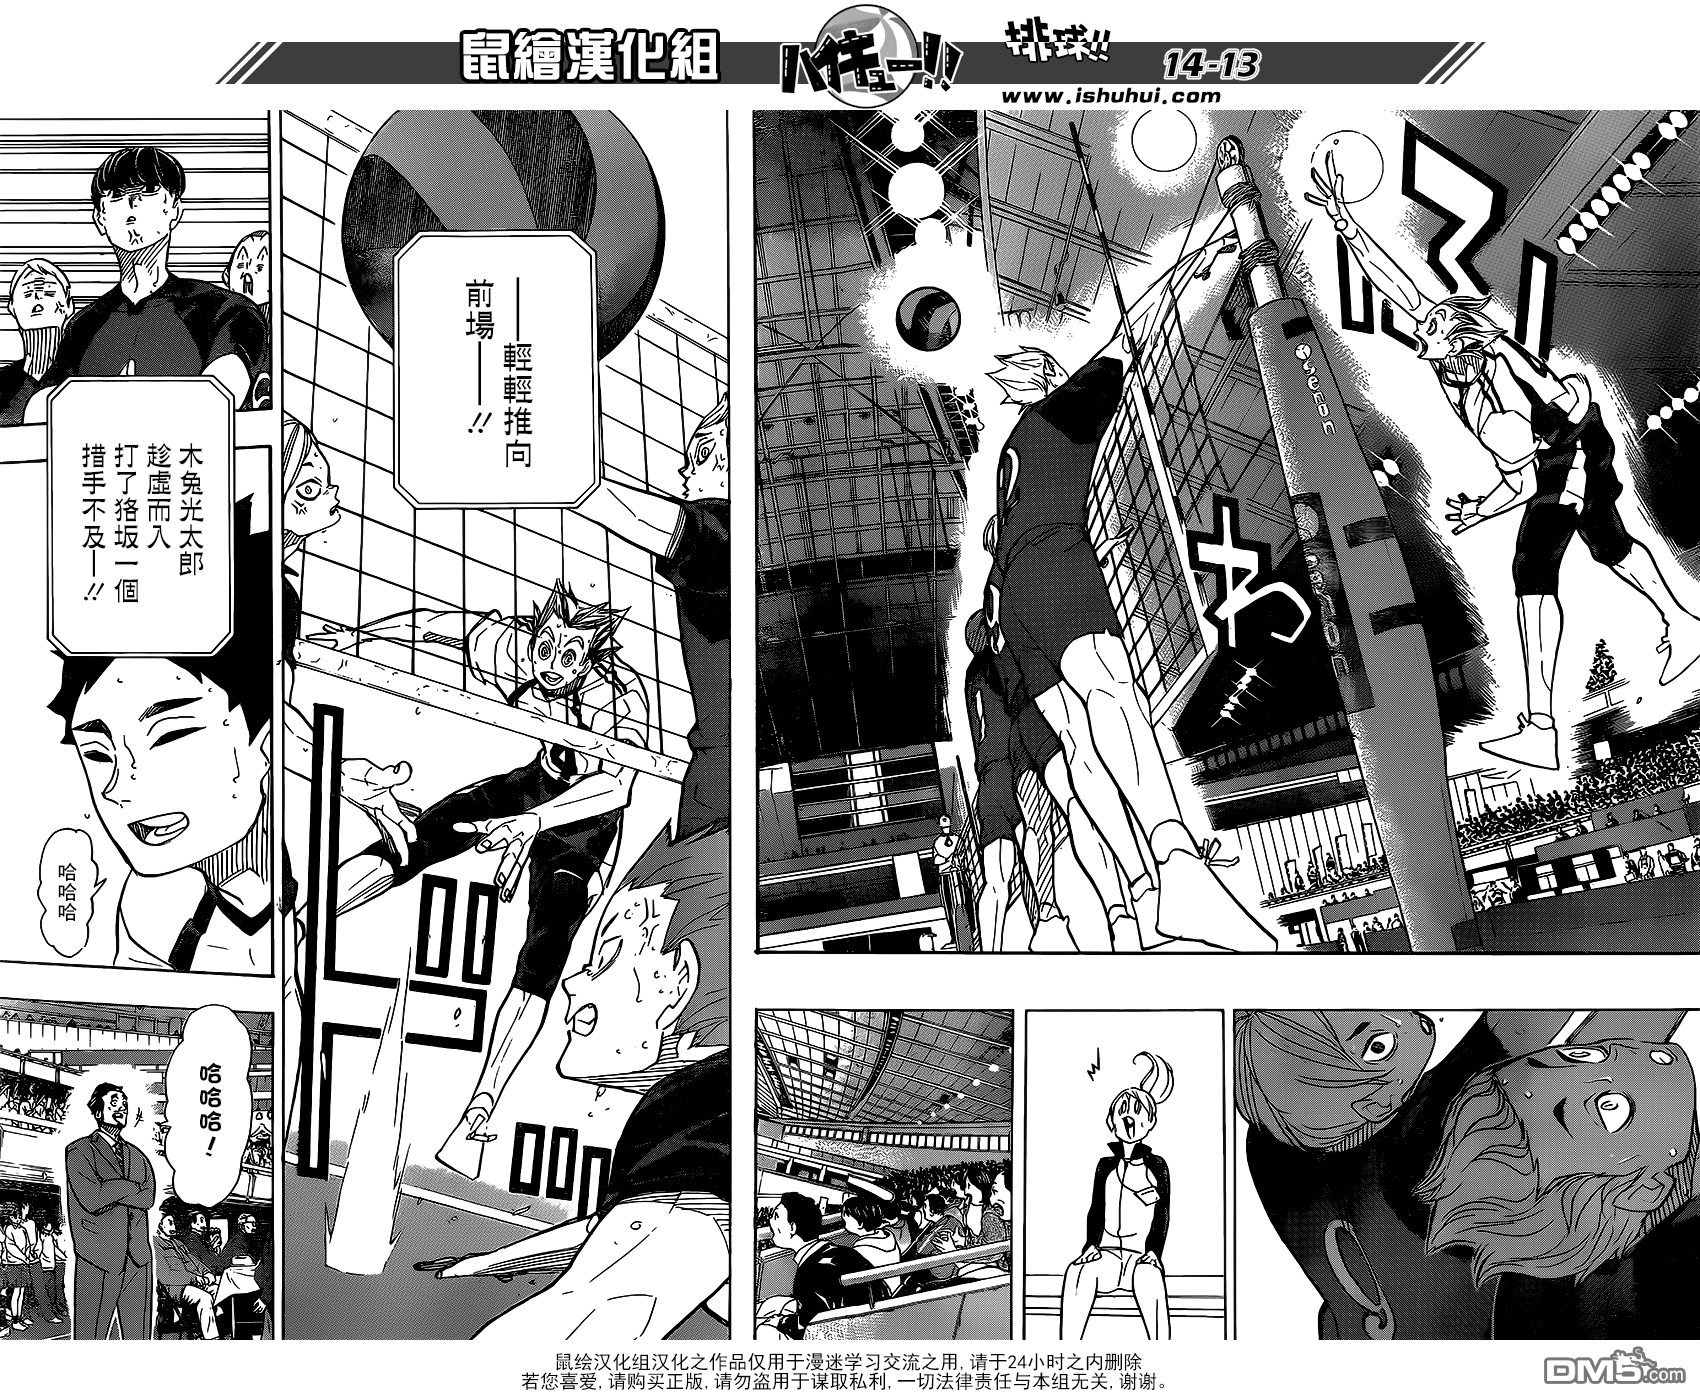 鼠繪漢化組
ハイキュー!!
排球!!
14-13
www.ishuhui.com
isenon
ふわ
——輕輕推向
前場——!!
木兔光太郎
趁虛而入
打了狢坂一個
措手不及—!!
哈哈哈
哈哈哈!
鼠绘汉化组汉化之作品仅用于漫迷学习交流之用,请于24小时之内删除
若您喜爱,请购买正版,请勿盗用于谋取私利,一切法律责任与本组无关,谢谢。
DM5.com